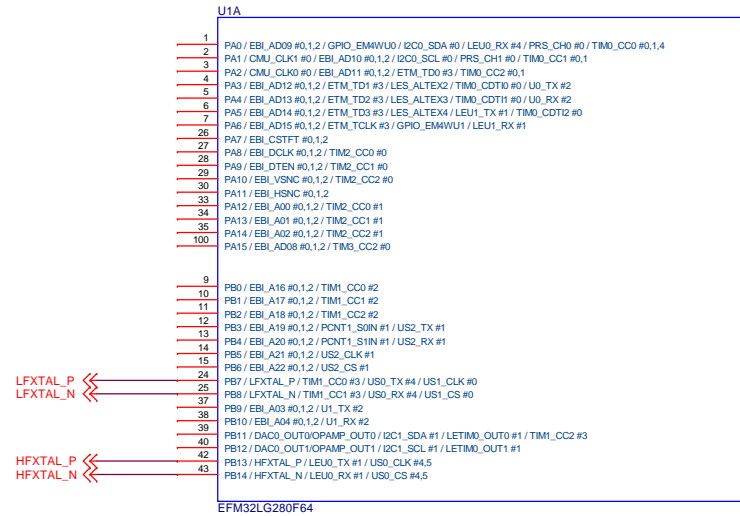 U1A
1 PA0 / EBI_AD09 #0,1,2 / GPIO_EM4WU0 / I2C0_SDA #0 / LEU0_RX #4 / PRS_CH0 #0 / TIM0_CC0 #0,1,4
2 PA1 / CMU_CLK1 #0 / EBI_AD10 #0,1,2 / I2C0_SCL #0 / PRS_CH1 #0 / TIM0_CC1 #0,1
3 PA2 / CMU_CLK0 #0 / EBI_AD11 #0,1,2 / ETM_TD0 #3 / TIM0_CC2 #0,1
4 PA3 / EBI_AD12 #0,1,2 / ETM_TD1 #3 / LES_ALTEX2 / TIM0_CDTI0 #0 / U0_TX #2
5 PA4 / EBI_AD13 #0,1,2 / ETM_TD2 #3 / LES_ALTEX3 / TIM0_CDTI1 #0 / U0_RX #2
6 PA5 / EBI_AD14 #0,1,2 / ETM_TD3 #3 / LES_ALTEX4 / LEU1_TX #1 / TIM0_CDTI2 #0
7 PA6 / EBI_AD15 #0,1,2 / ETM_TCLK #3 / GPIO_EM4WU1 / LEU1_RX #1
26 PA7 / EBI_CSTFT #0,1,2
27 PA8 / EBI_DCLK #0,1,2 / TIM2_CC0 #0
28 PA9 / EBI_DTEN #0,1,2 / TIM2_CC1 #0
29 PA10 / EBI_VSNC #0,1,2 / TIM2_CC2 #0
30 PA11 / EBI_HSNC #0,1,2
33 PA12 / EBI_A00 #0,1,2 / TIM2_CC0 #1
34 PA13 / EBI_A01 #0,1,2 / TIM2_CC1 #1
35 PA14 / EBI_A02 #0,1,2 / TIM2_CC2 #1
100 PA15 / EBI_AD08 #0,1,2 / TIM3_CC2 #0
9 PB0 / EBI_A16 #0,1,2 / TIM1_CC0 #2
10 PB1 / EBI_A17 #0,1,2 / TIM1_CC1 #2
11 PB2 / EBI_A18 #0,1,2 / TIM1_CC2 #2
12 PB3 / EBI_A19 #0,1,2 / PCNT1_S0IN #1 / US2_TX #1
13 PB4 / EBI_A20 #0,1,2 / PCNT1_S1IN #1 / US2_RX #1
14 PB5 / EBI_A21 #0,1,2 / US2_CLK #1
15 PB6 / EBI_A22 #0,1,2 / US2_CS #1
LFXTAL_P 24 PB7 / LFXTAL_P / TIM1_CC0 #3 / US0_TX #4 / US1_CLK #0
LFXTAL_N 25 PB8 / LFXTAL_N / TIM1_CC1 #3 / US0_RX #4 / US1_CS #0
37 PB9 / EBI_A03 #0,1,2 / U1_TX #2
38 PB10 / EBI_A04 #0,1,2 / U1_RX #2
39 PB11 / DAC0_OUT0/OPAMP_OUT0 / I2C1_SDA #1 / LETIM0_OUT0 #1 / TIM1_CC2 #3
40 PB12 / DAC0_OUT1/OPAMP_OUT1 / I2C1_SCL #1 / LETIM0_OUT1 #1
HFXTAL_P 42 PB13 / HFXTAL_P / LEU0_TX #1 / US0_CLK #4,5
HFXTAL_N 43 PB14 / HFXTAL_N / LEU0_RX #1 / US0_CS #4,5
EFM32LG280F64